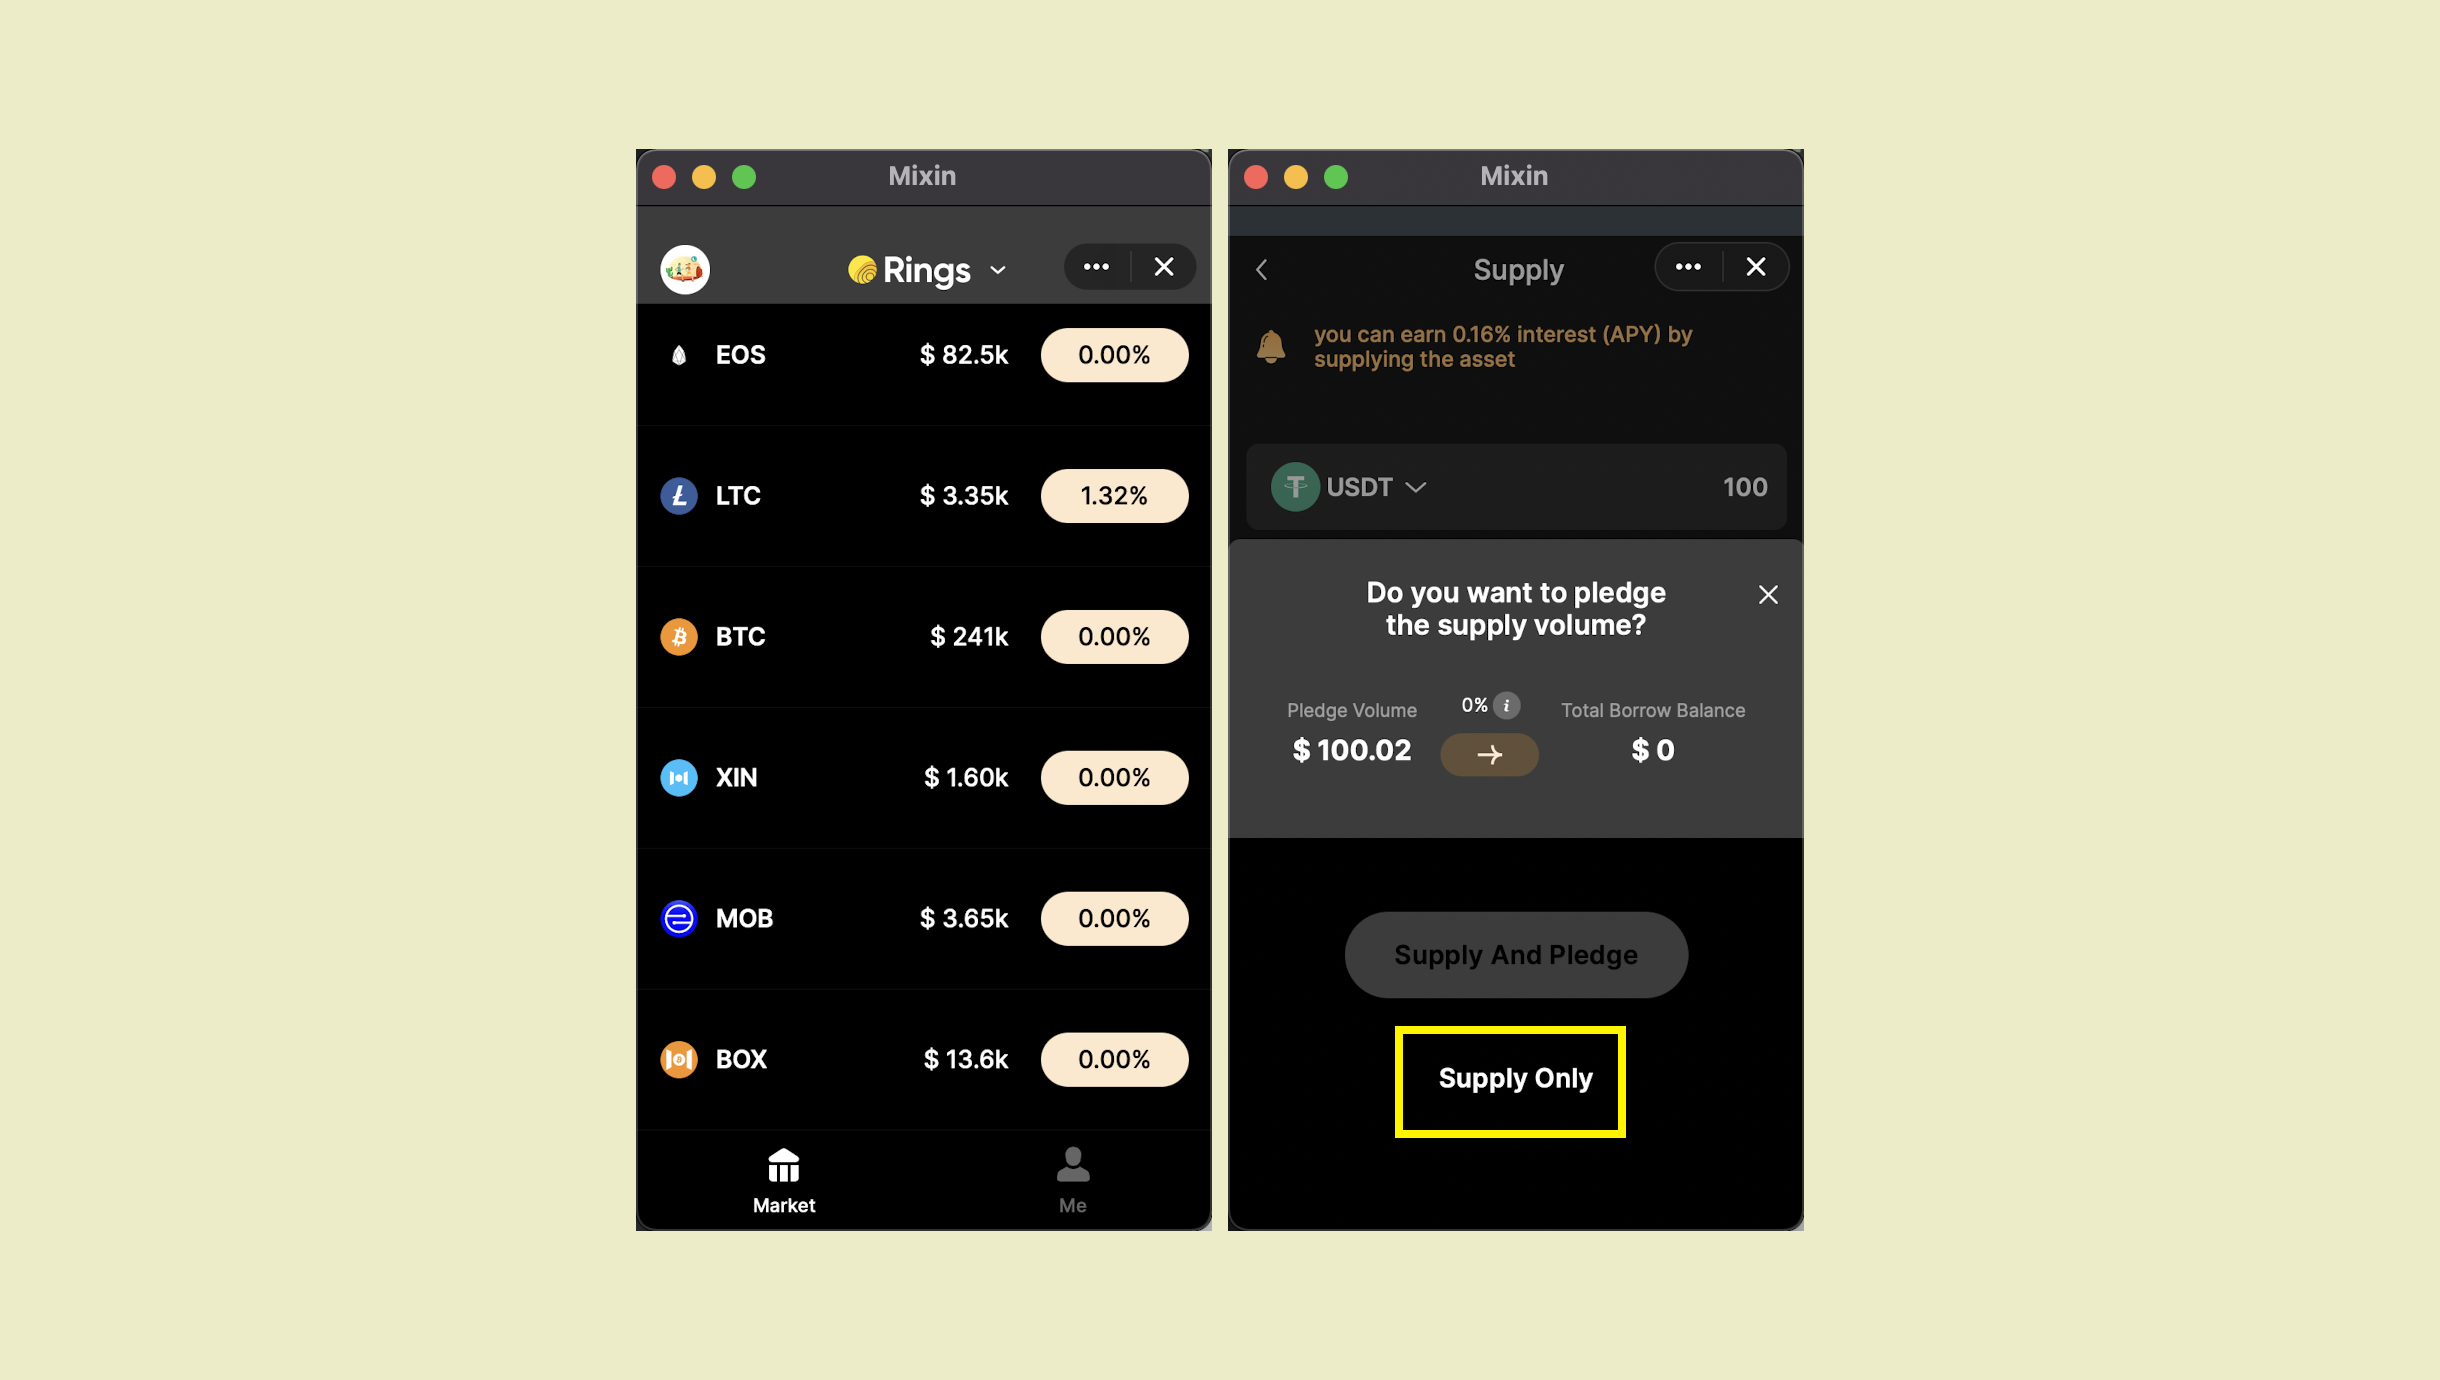 Mixin
Rings
EOS $ 82.5k 0.00%
LTC $ 3.35k 1.32%
BTC $ 241k 0.00%
XIN $ 1.60k 0.00%
MOB $ 3.65k 0.00%
BOX $ 13.6k 0.00%
Market Me
Mixin
Supply
you can earn 0.16% interest (APY) by
supplying the asset
USDT 100
Do you want to pledge
the supply volume?
Pledge Volume 0% i Total Borrow Balance
$ 100.02 $ 0
Supply And Pledge
Supply Only